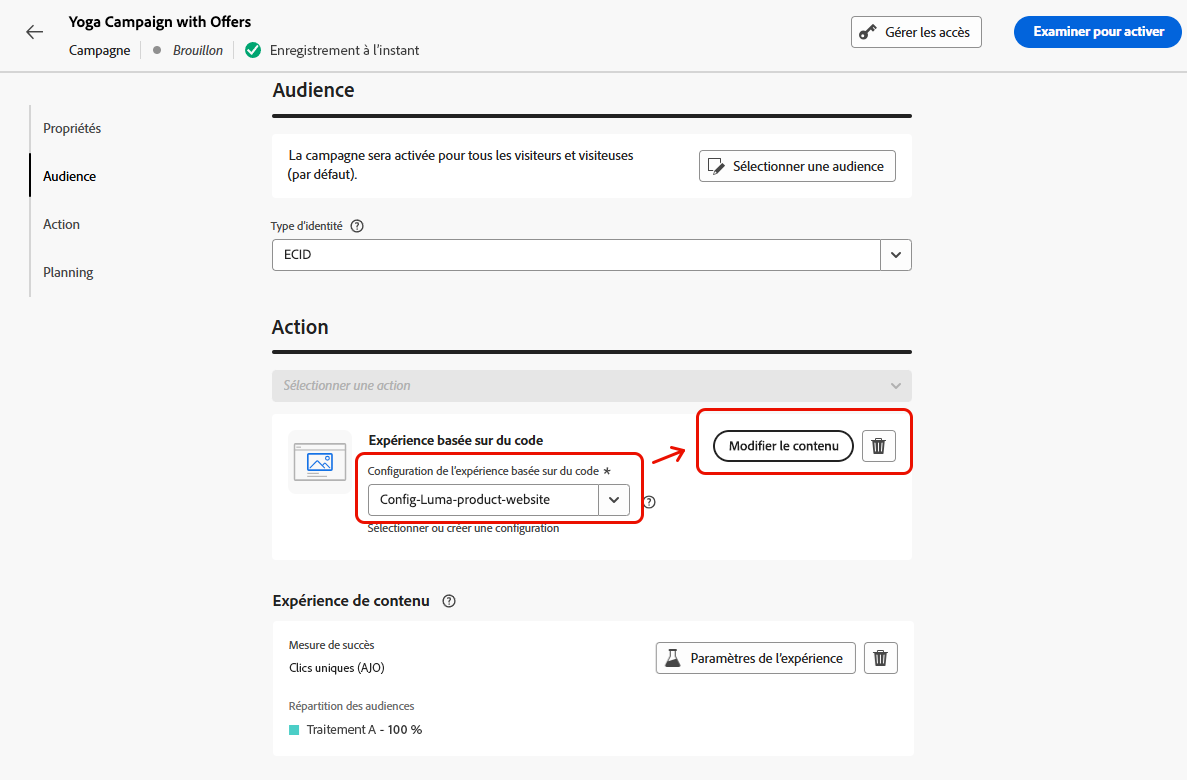 Yoga Campaign with Offers
Campagne
Brouillon
Enregistrement à l’instant
Gérer les accès
Examiner pour activer
Propriétés
Audience
Action
Planning
Audience
La campagne sera activée pour tous les visiteurs et visiteuses
(par défaut).
Sélectionner une audience
Type d’identité
ECID
Action
Sélectionner une action
Expérience basée sur du code
Configuration de l’expérience basée sur du code *
Config-Luma-product-website
Sélectionner ou créer une configuration
Modifier le contenu
Expérience de contenu
Mesure de succès
Clics uniques (AJO)
Paramètres de l’expérience
Répartition des audiences
Traitement A - 100 %